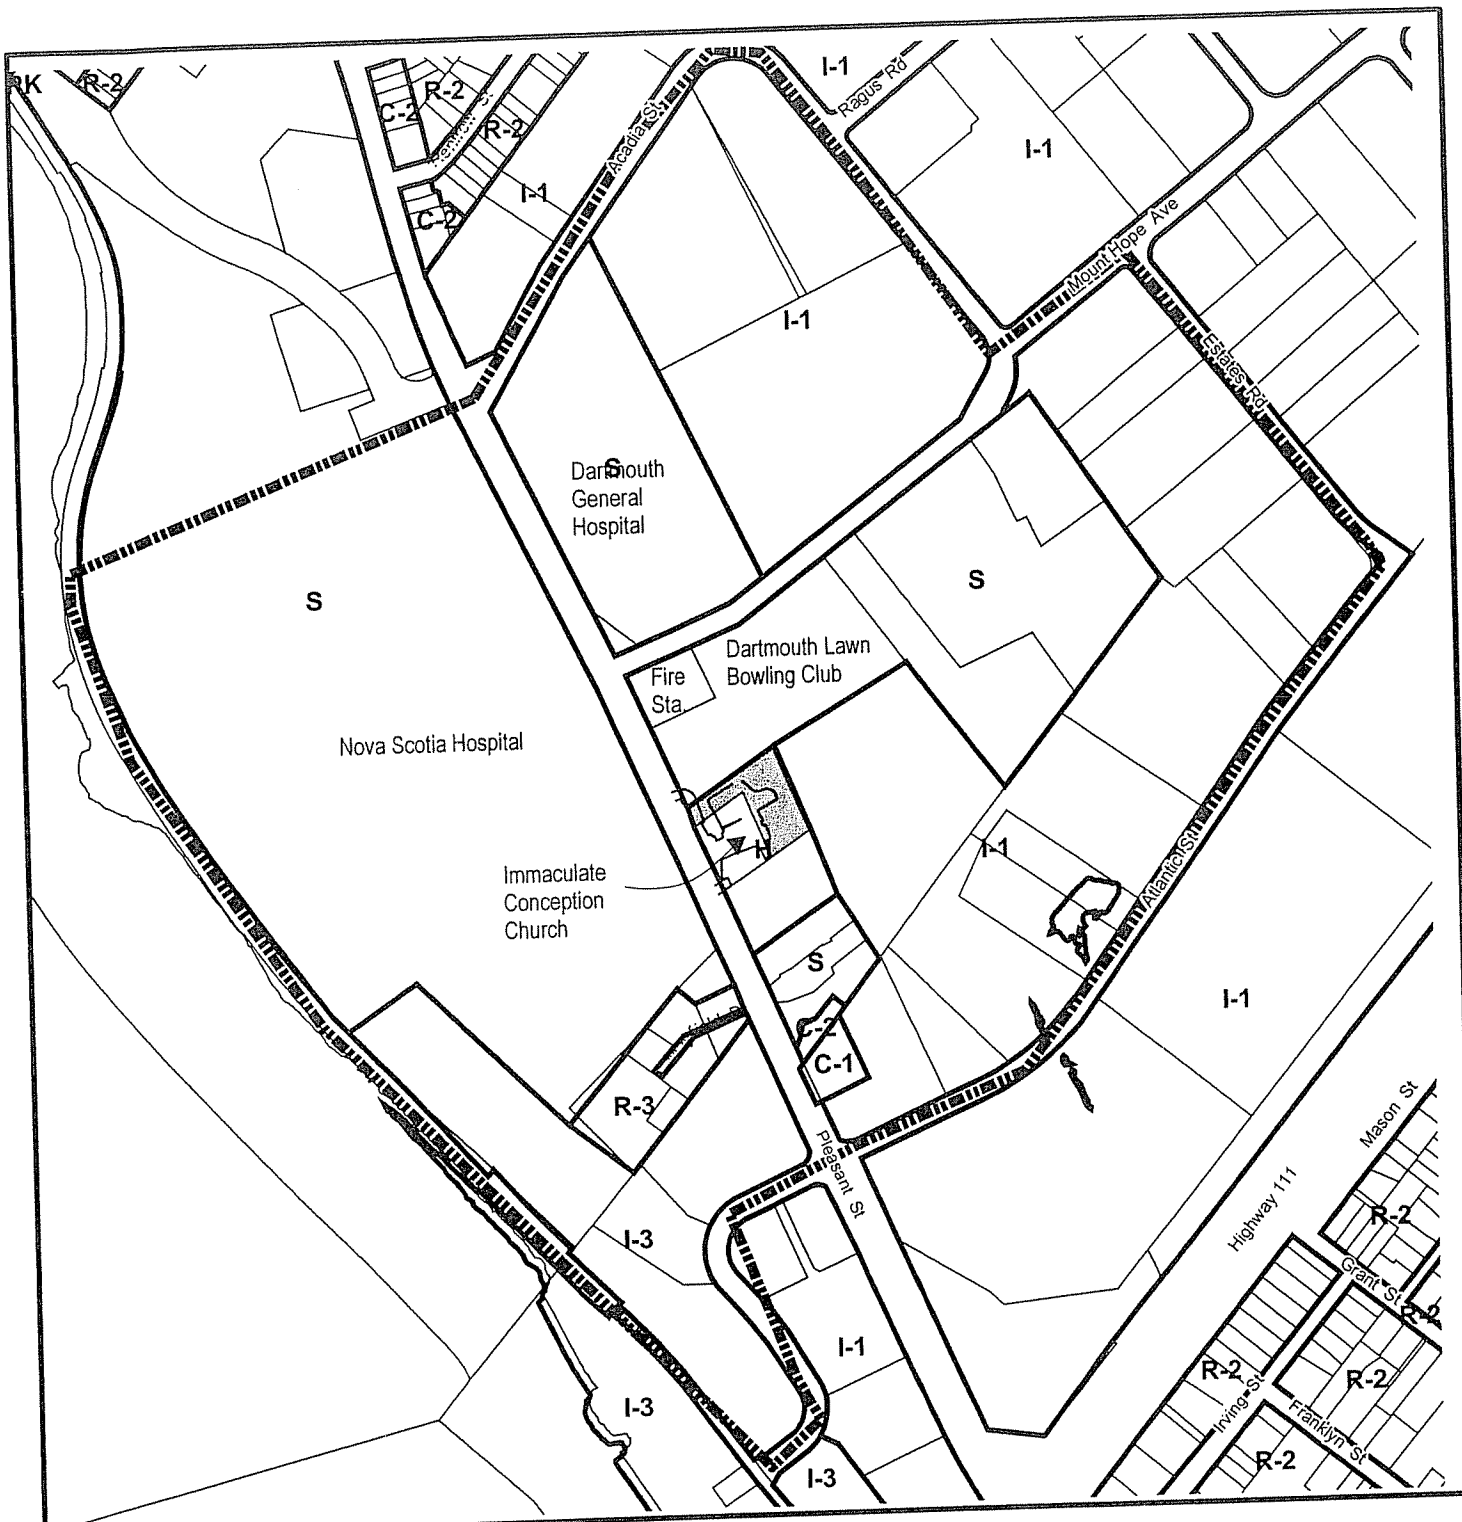 R-2
R-2
C-2
R-2
C-2
I-1
Acadia St
I-1
Ragus Rd
I-1
Mount Hope Ave
I-1
Estates Rd
S
Dartmouth
General
Hospital
S
S
Fire
Sta.
Dartmouth Lawn
Bowling Club
Nova Scotia Hospital
H
I-1
Immaculate
Conception
Church
Atlantic St
S
C-2
C-1
I-1
R-3
Pleasant St
Mason St
Highway 111
R-2
Grant St
R-2
I-3
I-1
R-2
Irving St
R-2
Franklyn St
R-2
I-3
I-3